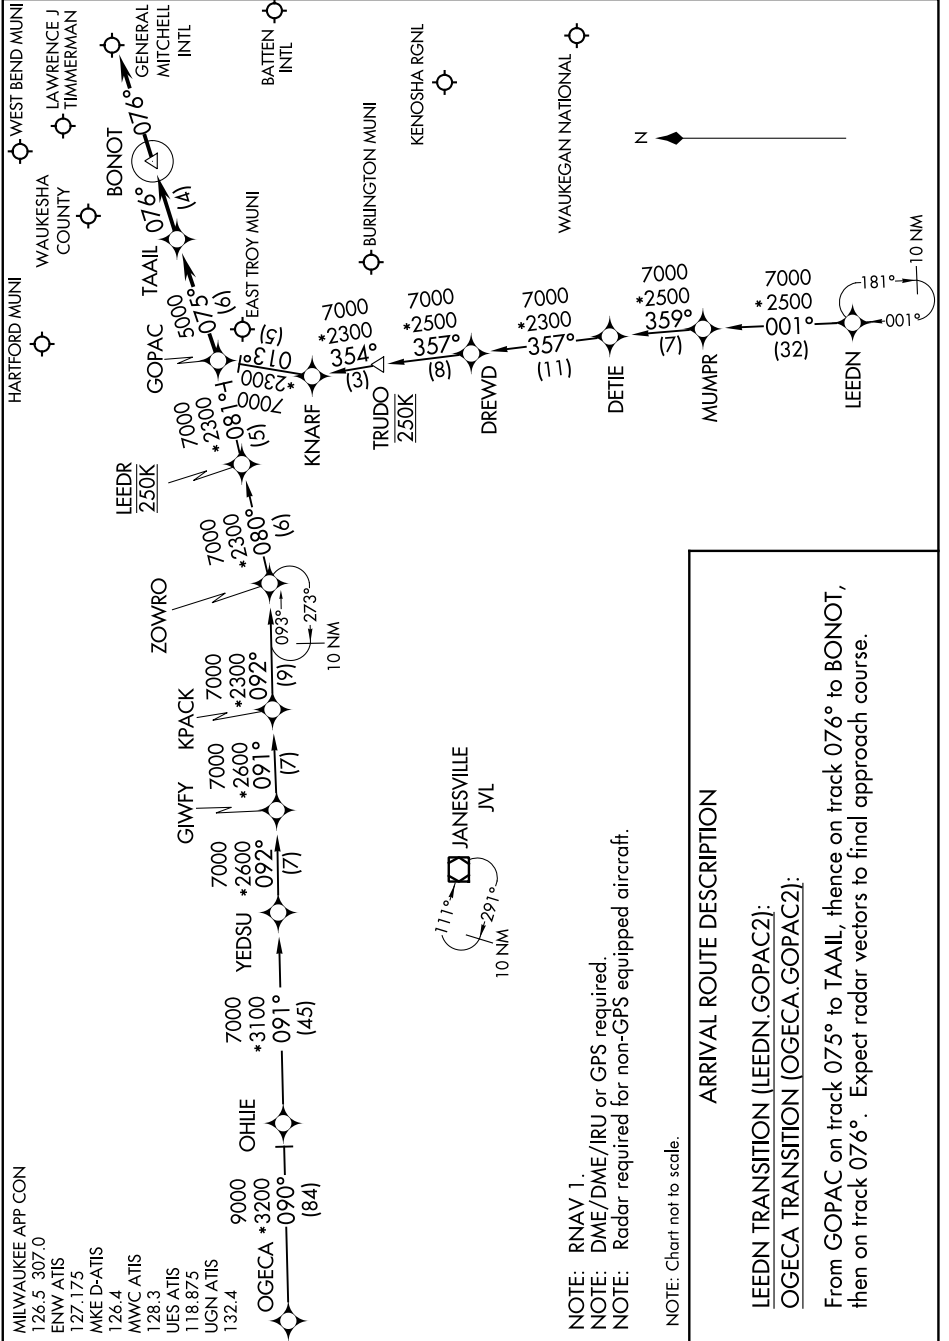 MILWAUKEE APP CON
126.5 307.0
ENW ATIS
127.175
MKE D-ATIS
126.4
MWC ATIS
128.3
UES ATIS
118.875
UGN ATIS
132.4
HARTFORD MUNI
WEST BEND MUNI
WAUKESHA
COUNTY
LAWRENCE J
TIMMERMAN
GENERAL
MITCHELL
INTL
BATTEN
INTL
KENOSHA RGNL
WAUKEGAN NATIONAL
BURLINGTON MUNI
EAST TROY MUNI
N
OGECA
9000
*3200
090°
(84)
OHLIE
7000
*3100
091°
(45)
YEDSU
7000
*2600
092°
(7)
GIWFY
7000
*2600
091°
(7)
KPACK
7000
*2300
092°
(9)
ZOWRO
093°
273°
10 NM
7000
*2300
080°
(6)
LEEDR
250K
7000
*2300
081°
(5)
GOPAC
5000
075°
(6)
TAAIL
076°
(4)
BONOT
076°
7000
*2300
013°
(5)
KNARF
7000
*2300
354°
(3)
TRUDO
250K
7000
*2500
357°
(8)
DREWD
7000
*2300
357°
(11)
DETIE
7000
*2500
359°
(7)
MUMPR
7000
*2500
001°
(32)
LEEDN
181°
001°
10 NM
JANESVILLE
JVL
111°
291°
10 NM
NOTE: RNAV 1.
NOTE: DME/DME/IRU or GPS required.
NOTE: Radar required for non-GPS equipped aircraft.
NOTE: Chart not to scale.
ARRIVAL ROUTE DESCRIPTION
LEEDN TRANSITION (LEEDN.GOPAC2):
OGECA TRANSITION (OGECA.GOPAC2):
From GOPAC on track 075° to TAAIL, thence on track 076° to BONOT,
then on track 076°. Expect radar vectors to final approach course.